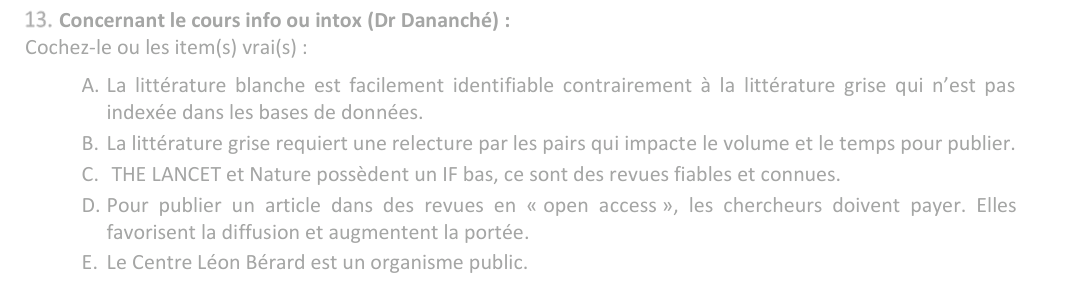 13. Concernant le cours info ou intox (Dr Dananché) :
Cochez-le ou les item(s) vrai(s) :
A. La littérature blanche est facilement identifiable contrairement à la littérature grise qui n’est pas
indexée dans les bases de données.
B. La littérature grise requiert une relecture par les pairs qui impacte le volume et le temps pour publier.
C. THE LANCET et Nature possèdent un IF bas, ce sont des revues fiables et connues.
D. Pour publier un article dans des revues en « open access », les chercheurs doivent payer. Elles
favorisent la diffusion et augmentent la portée.
E. Le Centre Léon Bérard est un organisme public.